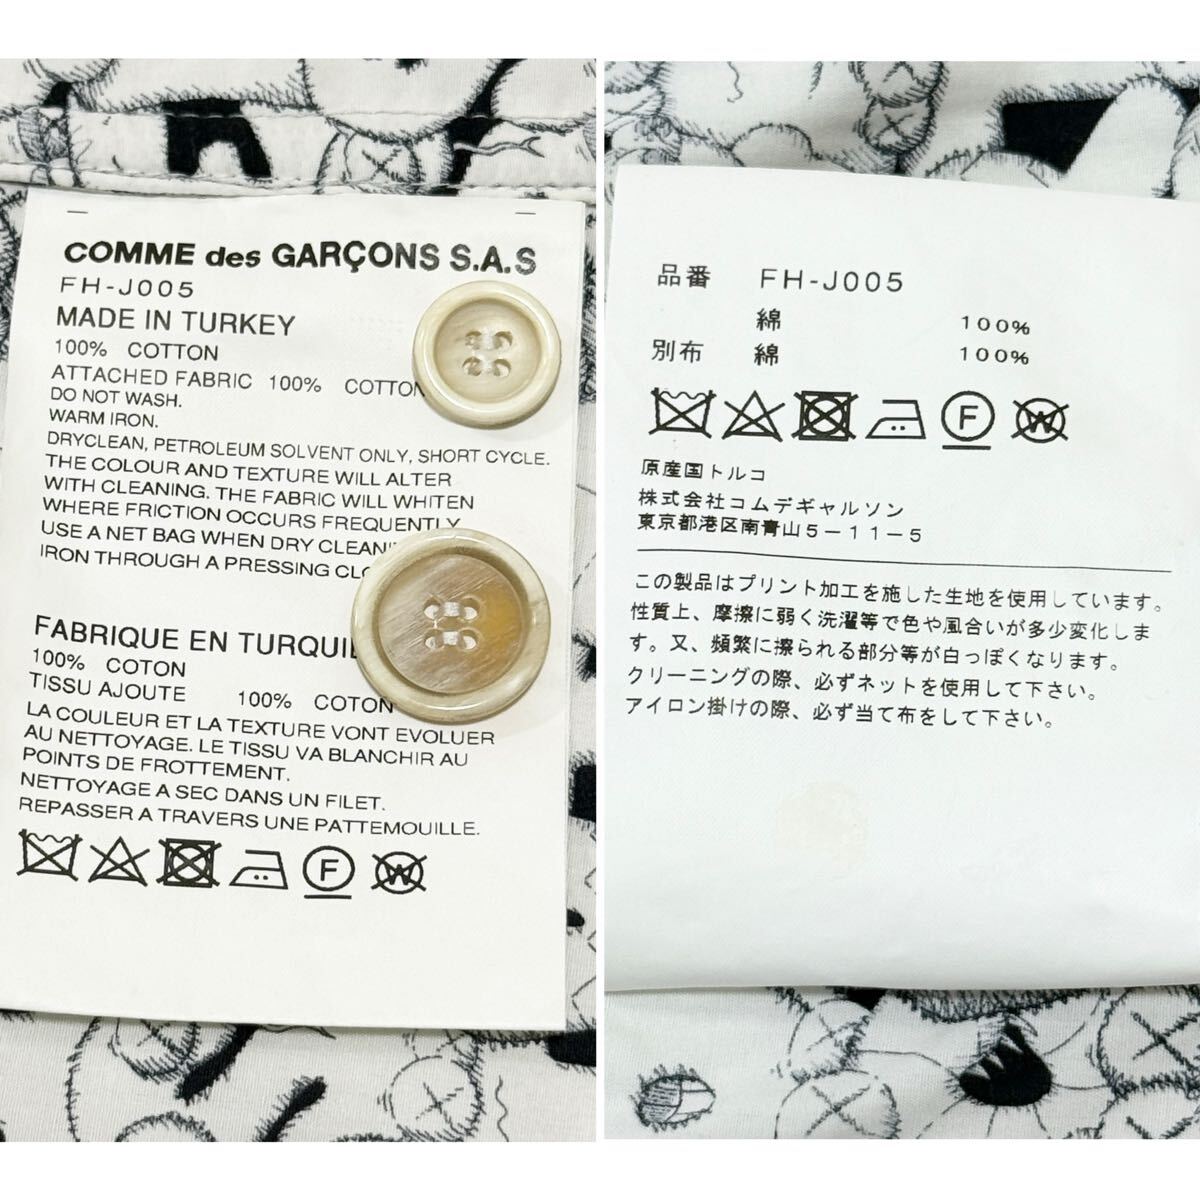 COMME des GARÇONS S.A.S
FH-J005
MADE IN TURKEY
100% COTTON
ATTACHED FABRIC 100% COTTON
DO NOT WASH.
WARM IRON.
DRYCLEAN, PETROLEUM SOLVENT ONLY, SHORT CYCLE.
THE COLOUR AND TEXTURE WILL ALTER
WITH CLEANING. THE FABRIC WILL WHITEN
WHERE FRICTION OCCURS FREQUENTLY
USE A NET BAG WHEN DRY CLEAN
IRON THROUGH A PRESSING
FABRIQUE EN
100% COTON
TISSU AJOUTE 100% COTON
LA COULEUR ET LA TEXTURE VONT EVOLUER
AU NETTOYAGE. LE TISSU VA BLANCHIR AU
POINTS DE FROTTEMENT.
NETTOYAGE A SEC DANS UN FILET.
REPASSER A TRAVERS UNE PATTEMOUILLE.
F W
品番 FH-J005
綿 100%
別布 綿 100%
F W
原産国トルコ
株式会社コムデギャルソン
東京都港区南青山5-11-5
この製品はプリント加工を施した生地を使用しています。
性質上、摩擦に弱く洗濯等で色や風合いが多少変化しま
す。又、頻繁に擦られる部分等が白っぽくなります。
クリーニングの際、必ずネットを使用して下さい。
アイロン掛けの際、必ず当て布をして下さい。